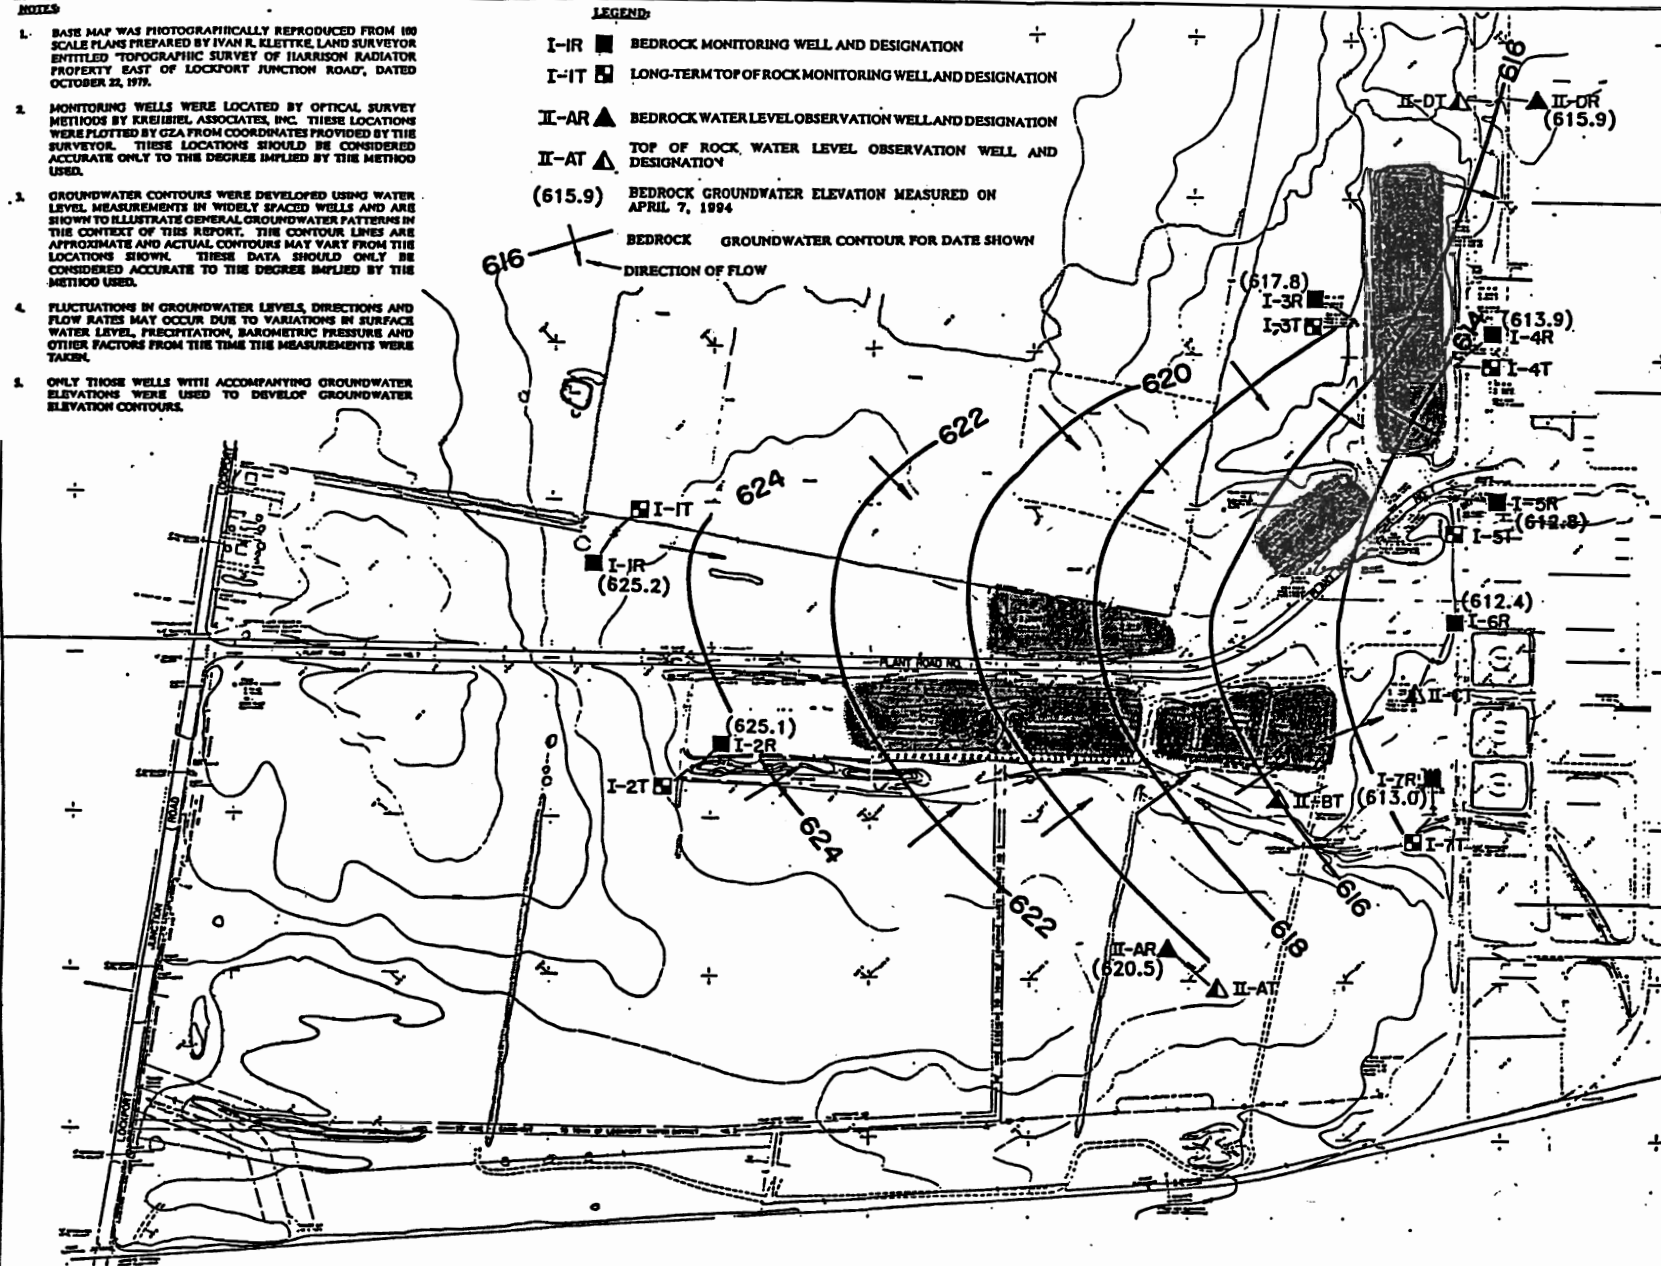 NOTES:
1. BASE MAP WAS PHOTOGRAPHICALLY REPRODUCED FROM 100
SCALE PLANS PREPARED BY IVAN R. KLETTKE, LAND SURVEYOR
ENTITLED "TOPOGRAPHIC SURVEY OF HARRISON RADIATOR
PROPERTY EAST OF LOCKPORT JUNCTION ROAD", DATED
OCTOBER 22, 1979.
2. MONITORING WELLS WERE LOCATED BY OPTICAL SURVEY
METHODS BY KREHBIEL ASSOCIATES, INC. THESE LOCATIONS
WERE PLOTTED BY GZA FROM COORDINATES PROVIDED BY THE
SURVEYOR. THESE LOCATIONS SHOULD BE CONSIDERED
ACCURATE ONLY TO THE DEGREE IMPLIED BY THE METHOD
USED.
3. GROUNDWATER CONTOURS WERE DEVELOPED USING WATER
LEVEL MEASUREMENTS IN WIDELY SPACED WELLS AND ARE
SHOWN TO ILLUSTRATE GENERAL GROUNDWATER PATTERNS IN
THE CONTEXT OF THIS REPORT. THE CONTOUR LINES ARE
APPROXIMATE AND ACTUAL CONTOURS MAY VARY FROM THE
LOCATIONS SHOWN. THESE DATA SHOULD ONLY BE
CONSIDERED ACCURATE TO THE DEGREE IMPLIED BY THE
METHOD USED.
4. FLUCTUATIONS IN GROUNDWATER LEVELS, DIRECTIONS AND
FLOW RATES MAY OCCUR DUE TO VARIATIONS IN SURFACE
WATER LEVEL, PRECIPITATION, BAROMETRIC PRESSURE AND
OTHER FACTORS FROM THE TIME THE MEASUREMENTS WERE
TAKEN.
5. ONLY THOSE WELLS WITH ACCOMPANYING GROUNDWATER
ELEVATIONS WERE USED TO DEVELOP GROUNDWATER
ELEVATION CONTOURS.
LEGEND:
I-1R BEDROCK MONITORING WELL AND DESIGNATION
I-1T LONG-TERM TOP OF ROCK MONITORING WELL AND DESIGNATION
II-AR BEDROCK WATER LEVEL OBSERVATION WELL AND DESIGNATION
II-AT TOP OF ROCK, WATER LEVEL OBSERVATION WELL AND
DESIGNATION
(615.9) BEDROCK GROUNDWATER ELEVATION MEASURED ON
APRIL 7, 1994
616 BEDROCK GROUNDWATER CONTOUR FOR DATE SHOWN
DIRECTION OF FLOW
616
II-DT II-DR
(615.9)
(617.8)
I-3R
I-3T
614
(613.9)
I-4R
I-4T
620
622
624
I-1T
I-1R
(625.2)
I-5R
(612.8)
I-5T
(612.4)
I-6R
LOCKPORT
PLANT ROAD
PLANT ROAD NO.
II-CT
(625.1)
I-2R
I-2T
624
I-7R
(613.0)
II-BT
I-7T
ROAD
JUNCTION
LOCKPORT
622
616
618
II-AR
(620.5)
II-AT